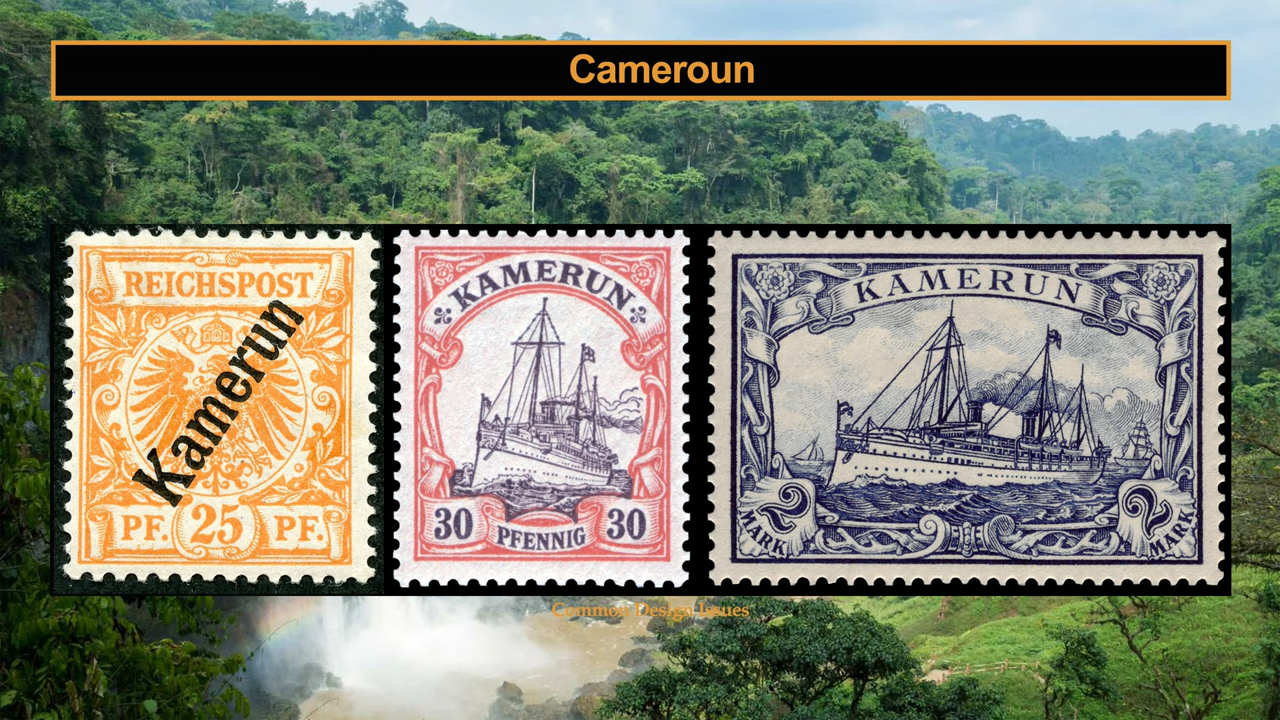 Cameroun
REICHSPOST
Kamerun
PF. 25 PF.
KAMERUN
30 PFENNIG 30
KAMERUN
2 MARK 2 MARK
Common Design Issues